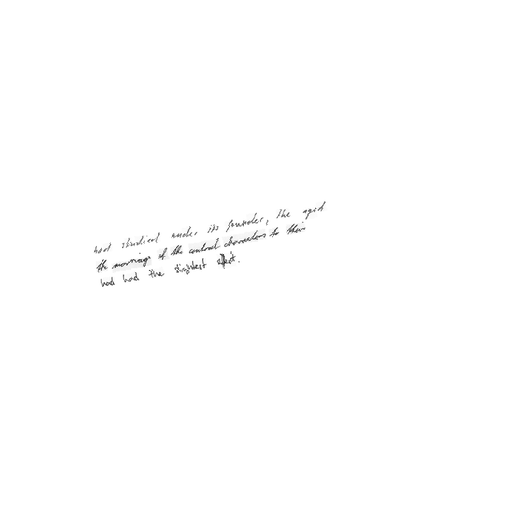 had studied under its founder, the aged
the marriage of the central characters to their
had had the slightest effect.